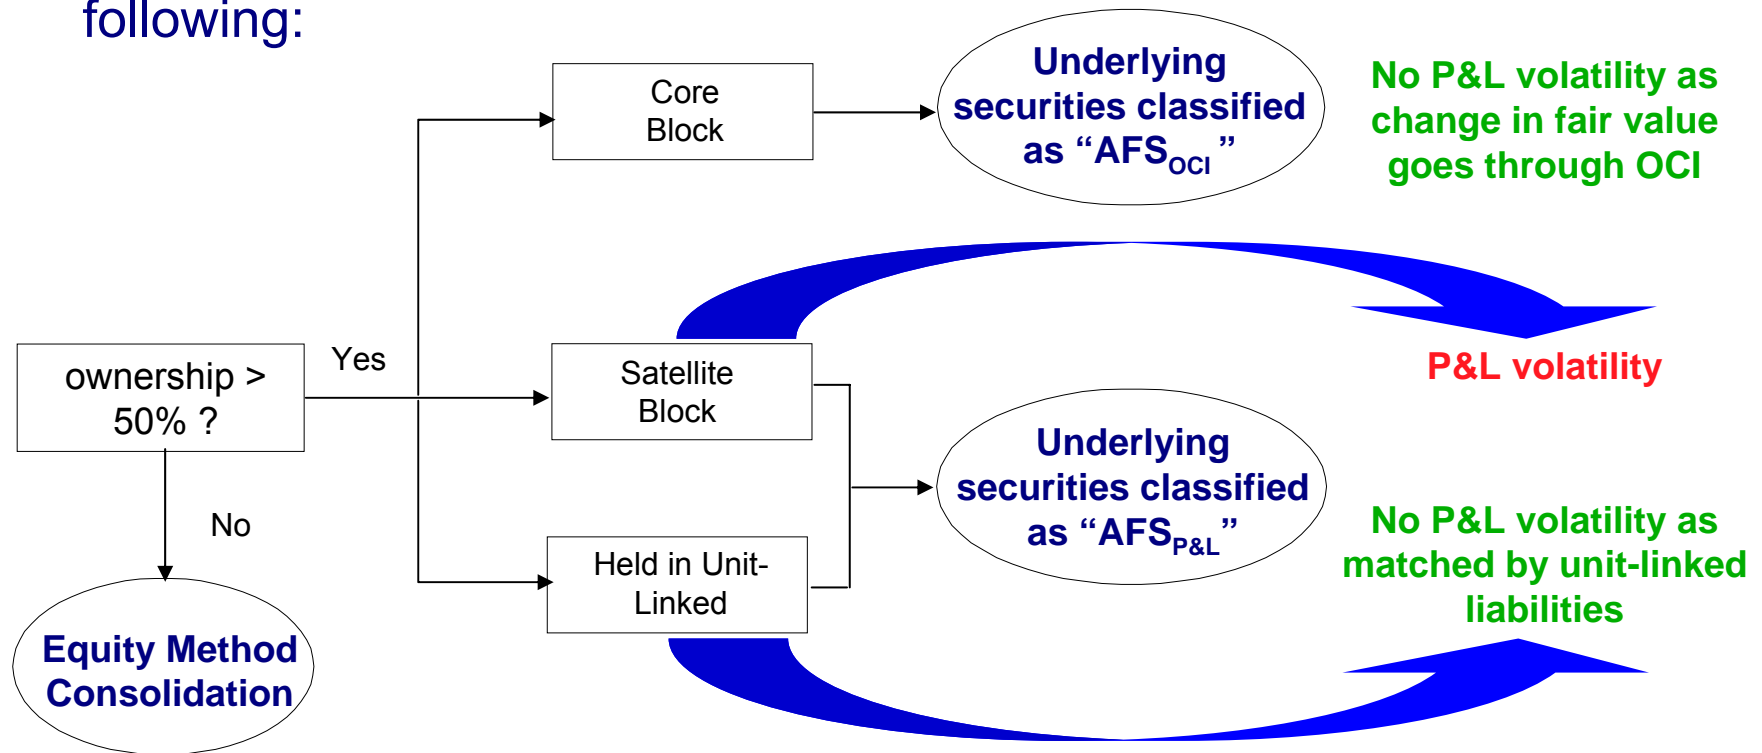 following:
Core
Block
Underlying
securities classified
as “AFSOCI ”
No P&L volatility as
change in fair value
goes through OCI
ownership >
50% ?
Yes
Satellite
Block
P&L volatility
Underlying
securities classified
as “AFSP&L”
No
Held in Unit-
Linked
No P&L volatility as
matched by unit-linked
liabilities
Equity Method
Consolidation